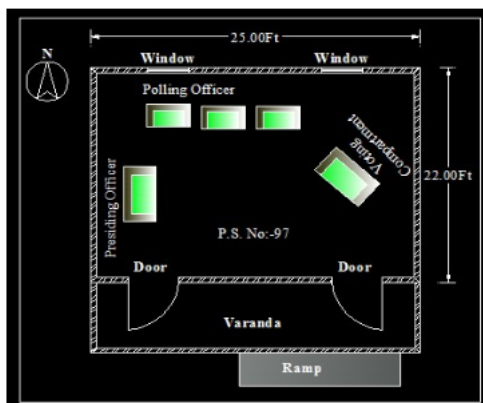 25.00Ft
N
Window
Window
Polling Officer
Voting
Compartment
22.00Ft
Presiding Officer
P.S. No:-97
Door
Door
Varanda
Ramp